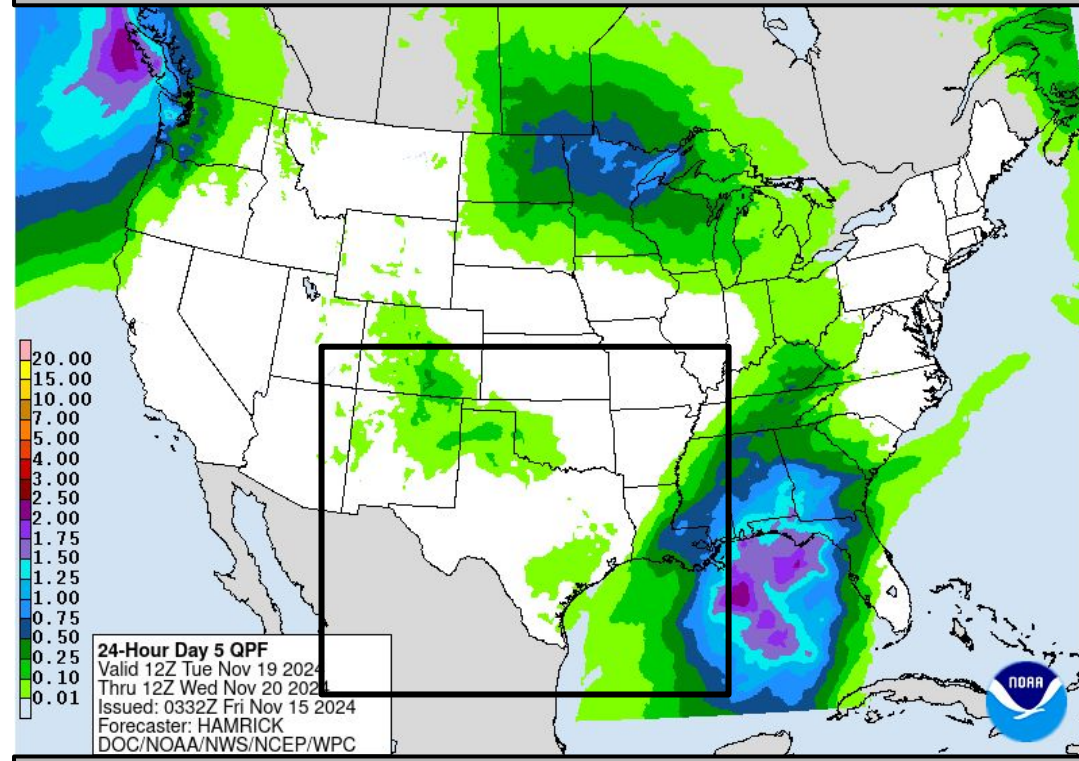 20.00
15.00
10.00
7.00
5.00
4.00
3.00
2.50
2.00
1.75
1.50
1.25
1.00
0.75
0.50
0.25
0.10
0.01
24-Hour Day 5 QPF
Valid 12Z Tue Nov 19 2024
Thru 12Z Wed Nov 20 2024
Issued: 0332Z Fri Nov 15 2024
Forecaster: HAMRICK
DOC/NOAA/NWS/NCEP/WPC
NOAA